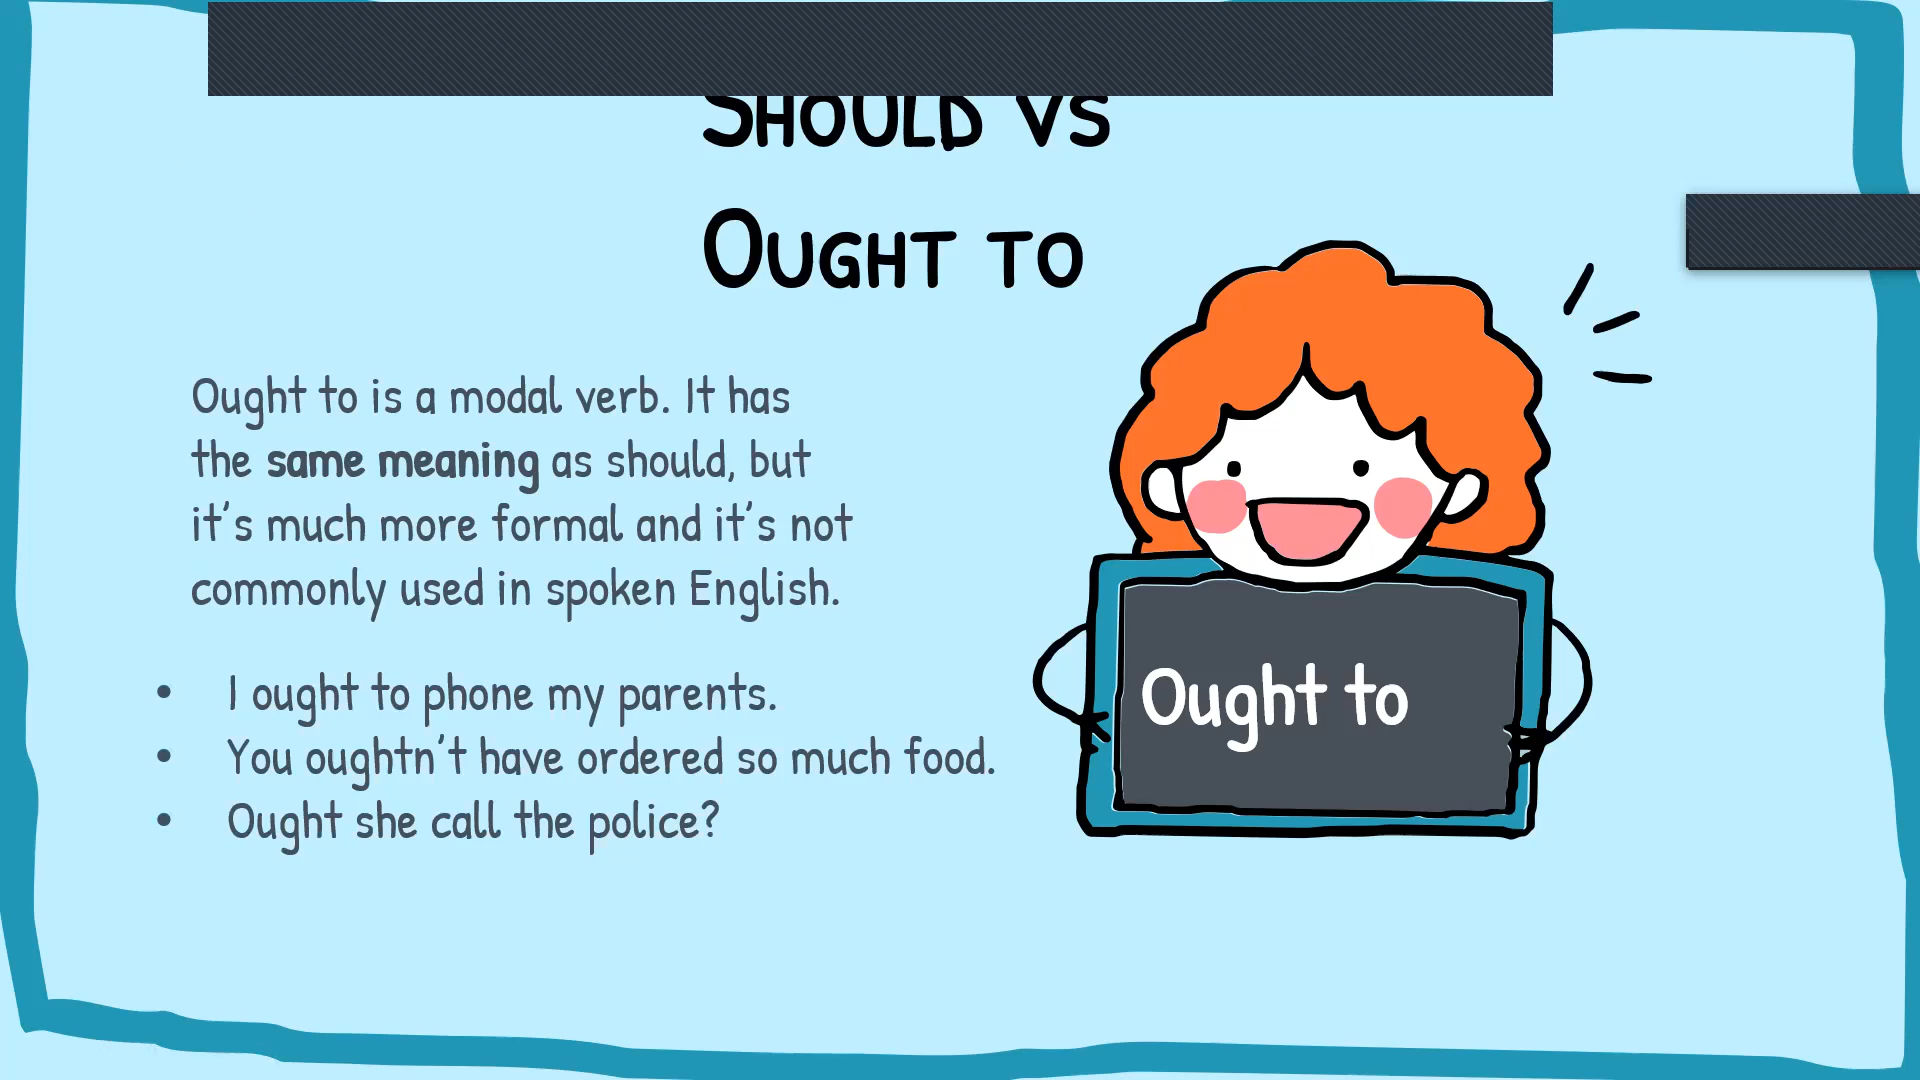 Should vs
Ought to
Ought to is a modal verb. It has
the same meaning as should, but
it's much more formal and it's not
commonly used in spoken English.
• I ought to phone my parents.
• You oughtn't have ordered so much food.
• Ought she call the police?
Ought to